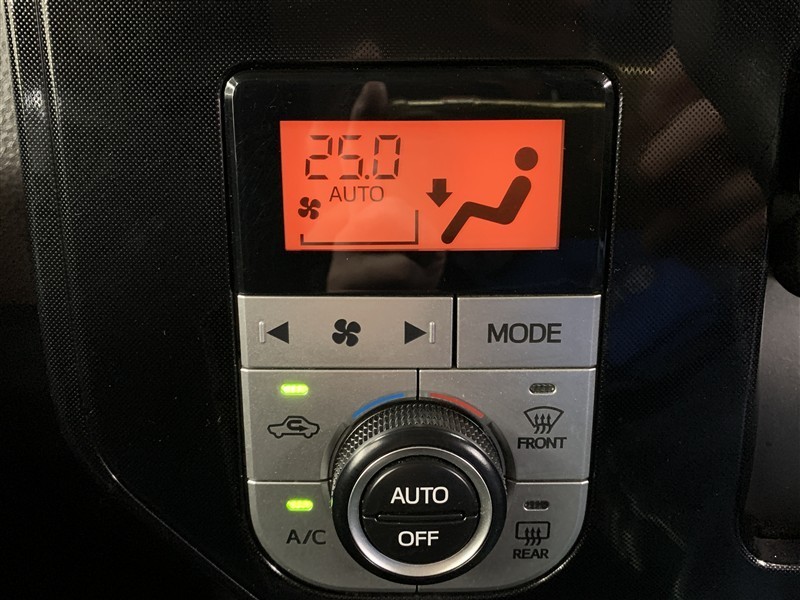 25.0
AUTO
MODE
FRONT
AUTO
OFF
A/C
REAR